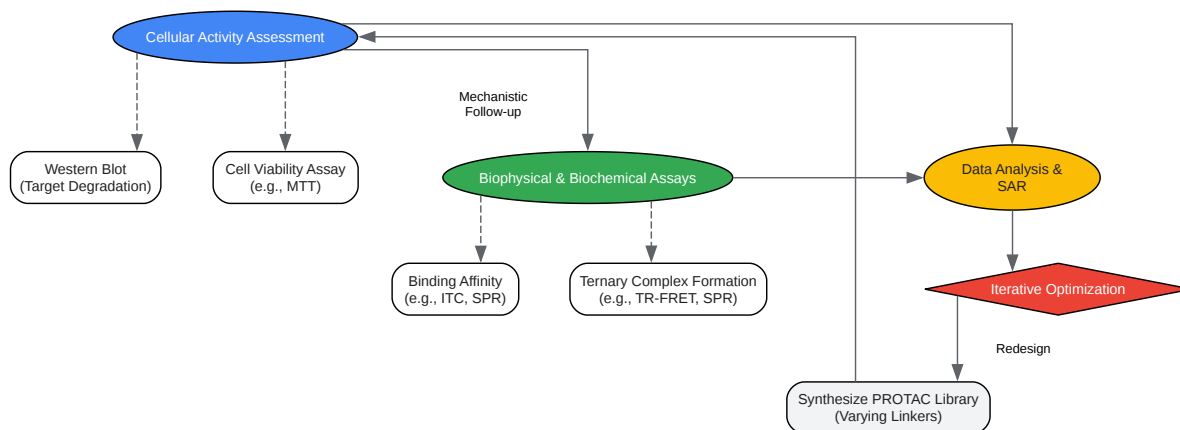 Cellular Activity Assessment
Mechanistic
Follow-up
Western Blot
(Target Degradation)
Cell Viability Assay
(e.g., MTT)
Biophysical & Biochemical Assays
Data Analysis &
SAR
Binding Affinity
(e.g., ITC, SPR)
Ternary Complex Formation
(e.g., TR-FRET, SPR)
Iterative Optimization
Redesign
Synthesize PROTAC Library
(Varying Linkers)